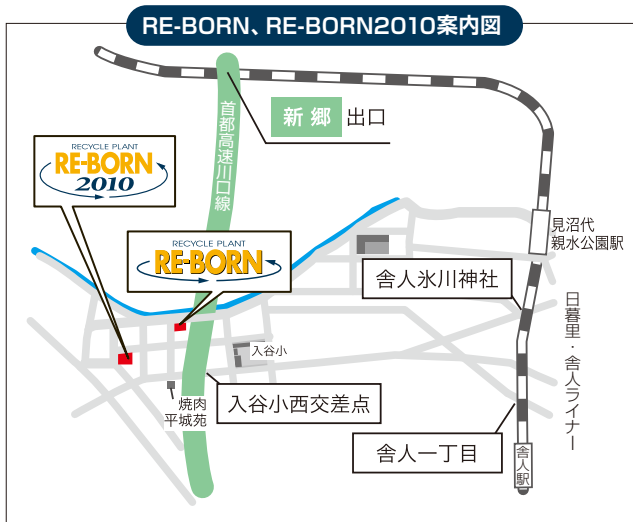 RE-BORN、RE-BORN2010案内図
首都高速川口線
新郷 出口
RECYCLE PLANT
RE-BORN
2010
RECYCLE PLANT
RE-BORN
見沼代
親水公園駅
舎人氷川神社
日暮里・舎人ライナー
入谷小
焼肉
平城苑
入谷小西交差点
舎人一丁目
舎人駅